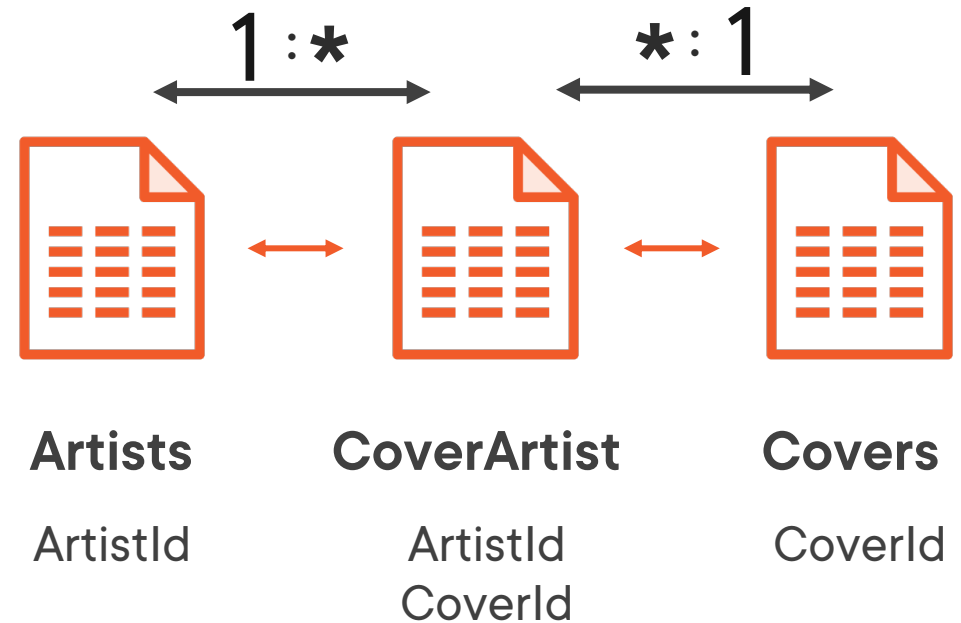 1 : *
* : 1
Artists
CoverArtist
Covers
ArtistId
ArtistId
CoverId
CoverId